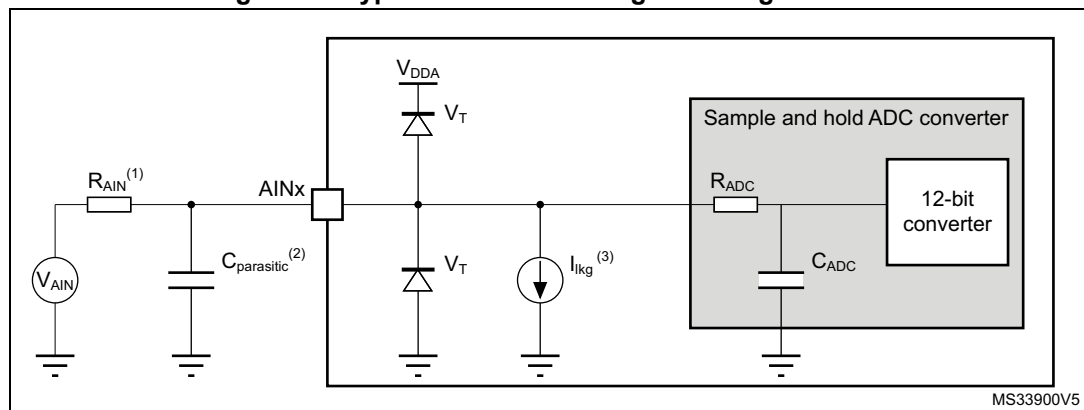 V_DDA
V_T
Sample and hold ADC converter
R_AIN^(1)
AINx
R_ADC
12-bit
converter
C_parasitic^(2)
V_T
I_lkg^(3)
C_ADC
V_AIN
MS33900V5